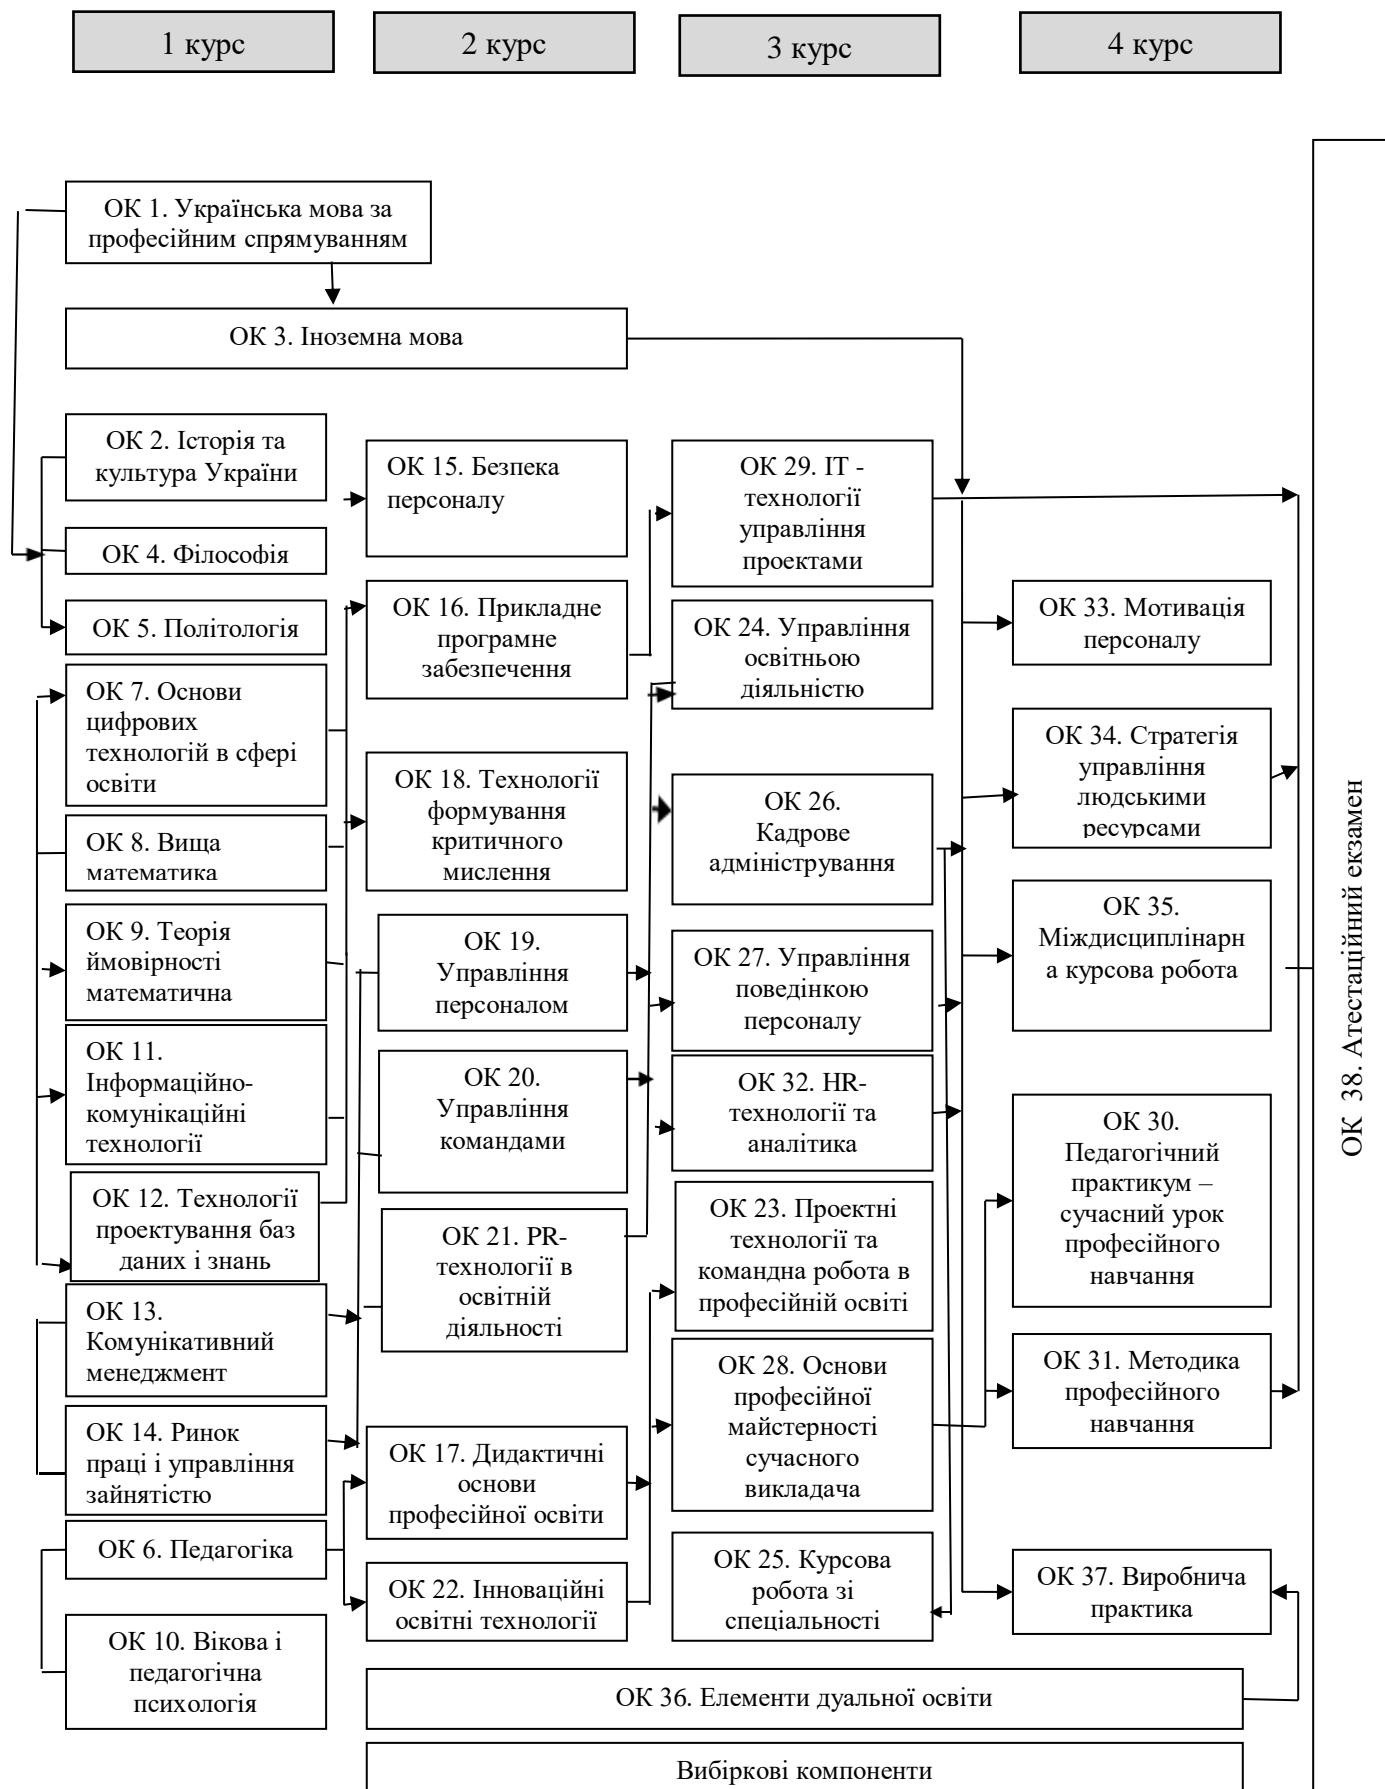 1 курс
2 курс
3 курс
4 курс
ОК 1. Українська мова за
професійним спрямуванням
ОК 3. Іноземна мова
ОК 2. Історія та
культура України
ОК 4. Філософія
ОК 5. Політологія
ОК 7. Основи
цифрових
технологій в сфері
освіти
ОК 8. Вища
математика
ОК 9. Теорія
ймовірності
математична
ОК 11.
Інформаційно-
комунікаційні
технології
ОК 12. Технології
проектування баз
даних і знань
ОК 13.
Комунікативний
менеджмент
ОК 14. Ринок
праці і управління
зайнятістю
ОК 6. Педагогіка
ОК 10. Вікова і
педагогічна
психологія
ОК 15. Безпека
персоналу
ОК 16. Прикладне
програмне
забезпечення
ОК 18. Технології
формування
критичного
мислення
ОК 19.
Управління
персоналом
ОК 20.
Управління
командами
ОК 21. PR-
технології в
освітній
діяльності
ОК 17. Дидактичні
основи
професійної освіти
ОК 22. Інноваційні
освітні технології
ОК 29. IT -
технології
управління
проектами
ОК 24. Управління
освітньою
діяльністю
ОК 26.
Кадрове
адміністрування
ОК 27. Управління
поведінкою
персоналу
ОК 32. HR-
технології та
аналітика
ОК 23. Проектні
технології та
командна робота в
професійній освіті
ОК 28. Основи
професійної
майстерності
сучасного
викладача
ОК 25. Курсова
робота зі
спеціальності
ОК 33. Мотивація
персоналу
ОК 34. Стратегія
управління
людськими
ресурсами
ОК 35.
Міждисциплінарн
а курсова робота
ОК 30.
Педагогічний
практикум –
сучасний урок
професійного
навчання
ОК 31. Методика
професійного
навчання
ОК 37. Виробнича
практика
ОК 36. Елементи дуальної освіти
Вибіркові компоненти
ОК 38. Атестаційний екзамен